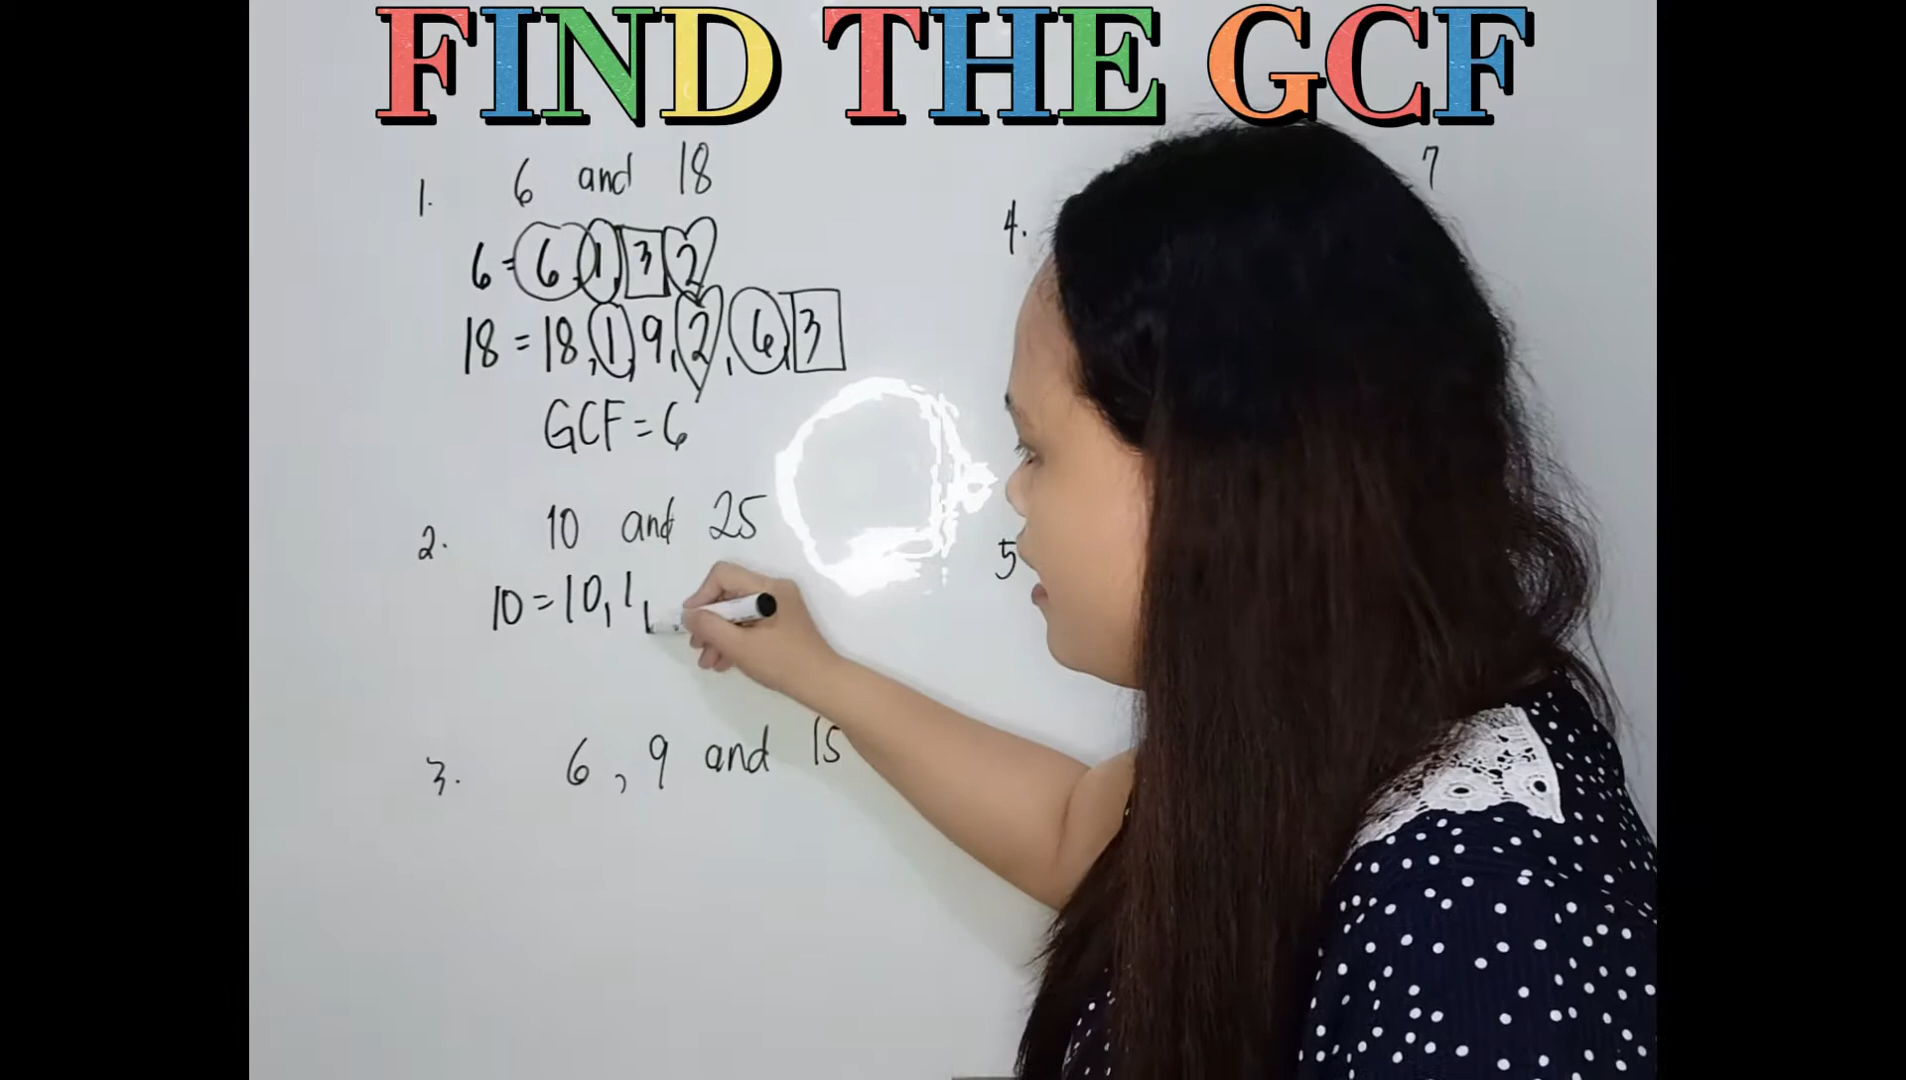 FIND THE GCF
1. 6 and 18
6 = 6, 1, 3, 2
18 = 18, 1, 9, 2, 6, 3
GCF = 6
2. 10 and 25
10 = 10, 1,
3. 6, 9 and 15
4. 7
5